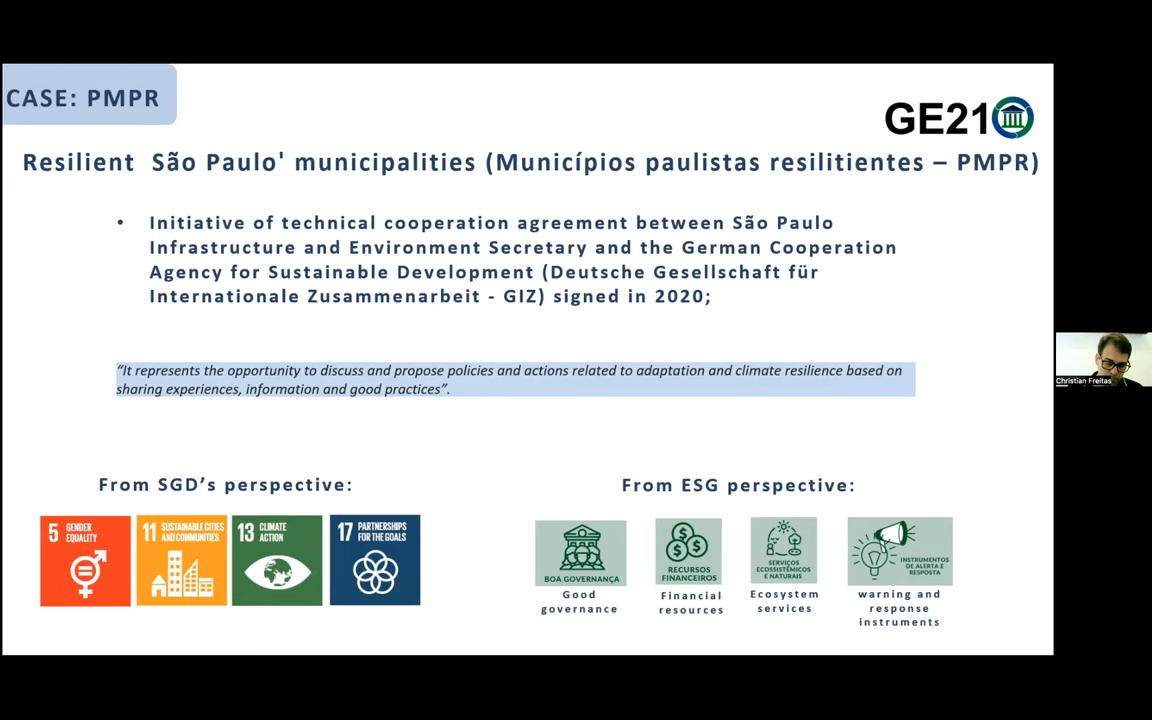 CASE: PMPR
GE21
Resilient São Paulo' municipalities (Municípios paulistas resilitientes – PMPR)
• Initiative of technical cooperation agreement between São Paulo
Infrastructure and Environment Secretary and the German Cooperation
Agency for Sustainable Development (Deutsche Gesellschaft für
Internationale Zusammenarbeit - GIZ) signed in 2020;
“It represents the opportunity to discuss and propose policies and actions related to adaptation and climate resilience based on
sharing experiences, information and good practices”.
Christian Freitas
From SGD’s perspective:
5 GENDER
EQUALITY
11 SUSTAINABLE CITIES
AND COMMUNITIES
13 CLIMATE
ACTION
17 PARTNERSHIPS
FOR THE GOALS
From ESG perspective:
BOA GOVERNANÇA
Good
governance
RECURSOS
FINANCEIROS
Financial
resources
SERVIÇOS
ECOSSISTÊMICOS
E NATURAIS
Ecosystem
services
INSTRUMENTOS
DE ALERTA E
RESPOSTA
warning and
response
instruments